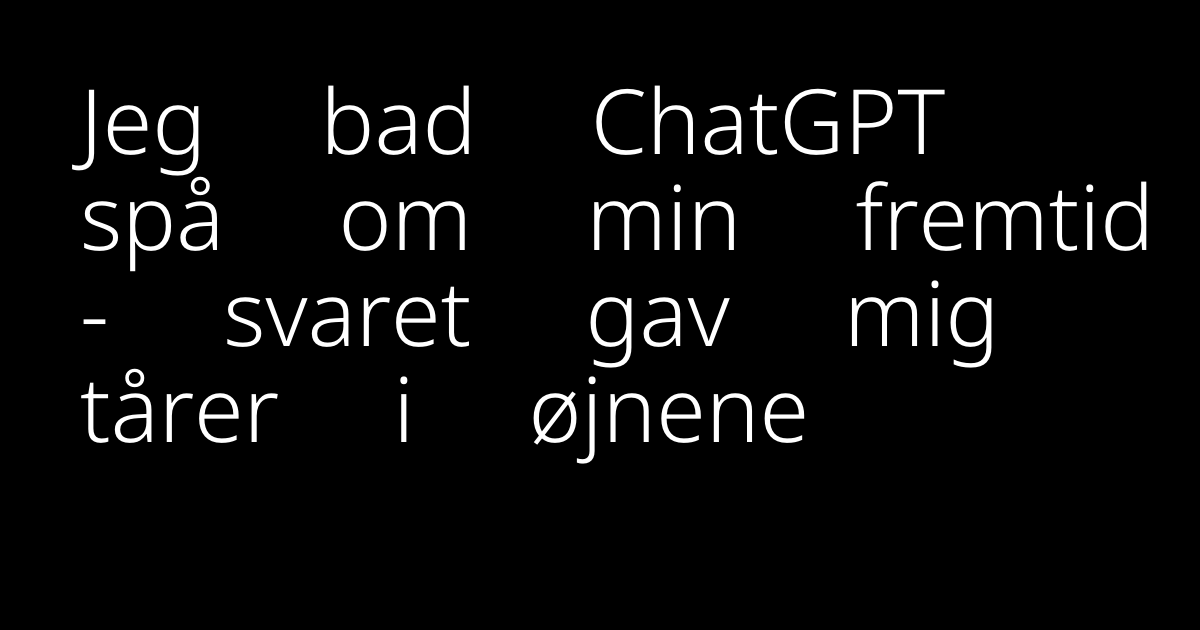 Jeg bad ChatGPT
spå om min fremtid
- svaret gav mig
tårer i øjnene